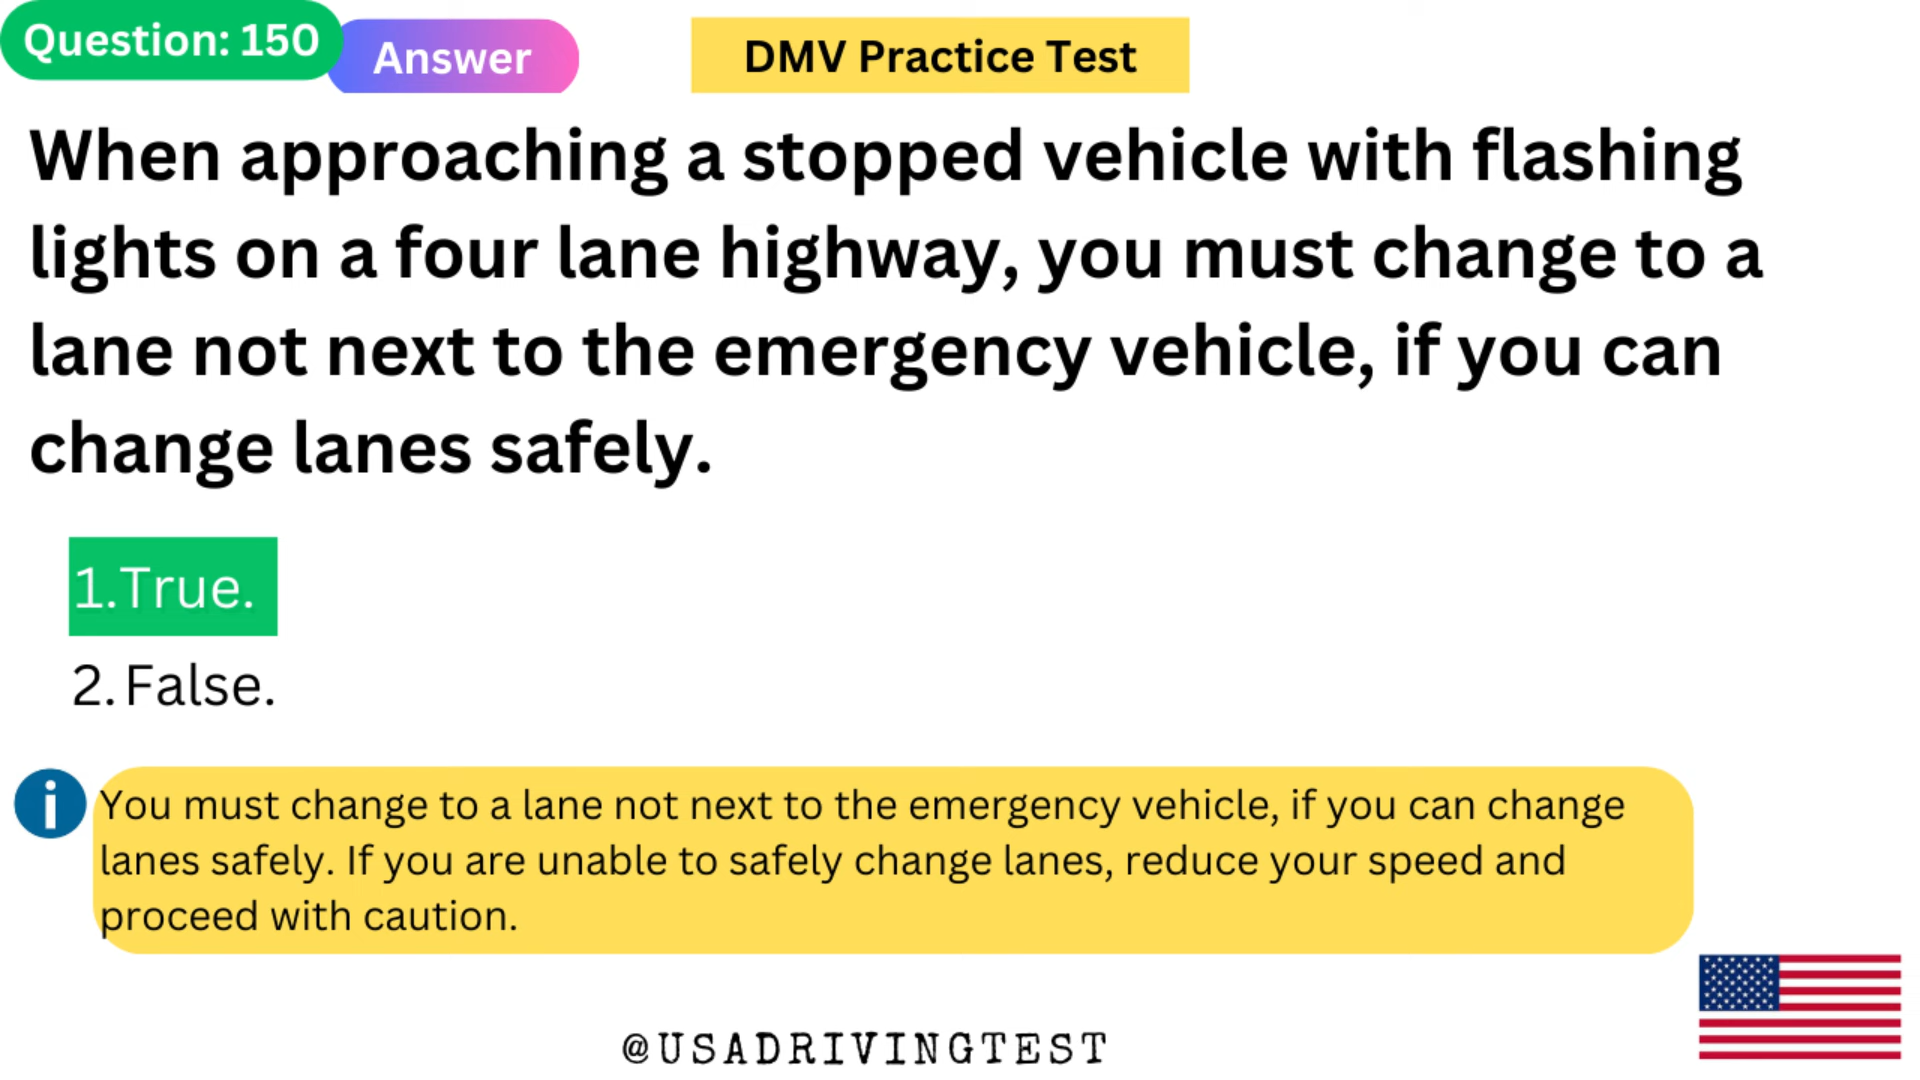 Question: 150
Answer
DMV Practice Test
When approaching a stopped vehicle with flashing
lights on a four lane highway, you must change to a
lane not next to the emergency vehicle, if you can
change lanes safely.
1.True.
2. False.
i
You must change to a lane not next to the emergency vehicle, if you can change
lanes safely. If you are unable to safely change lanes, reduce your speed and
proceed with caution.
@USADRIVINGTEST